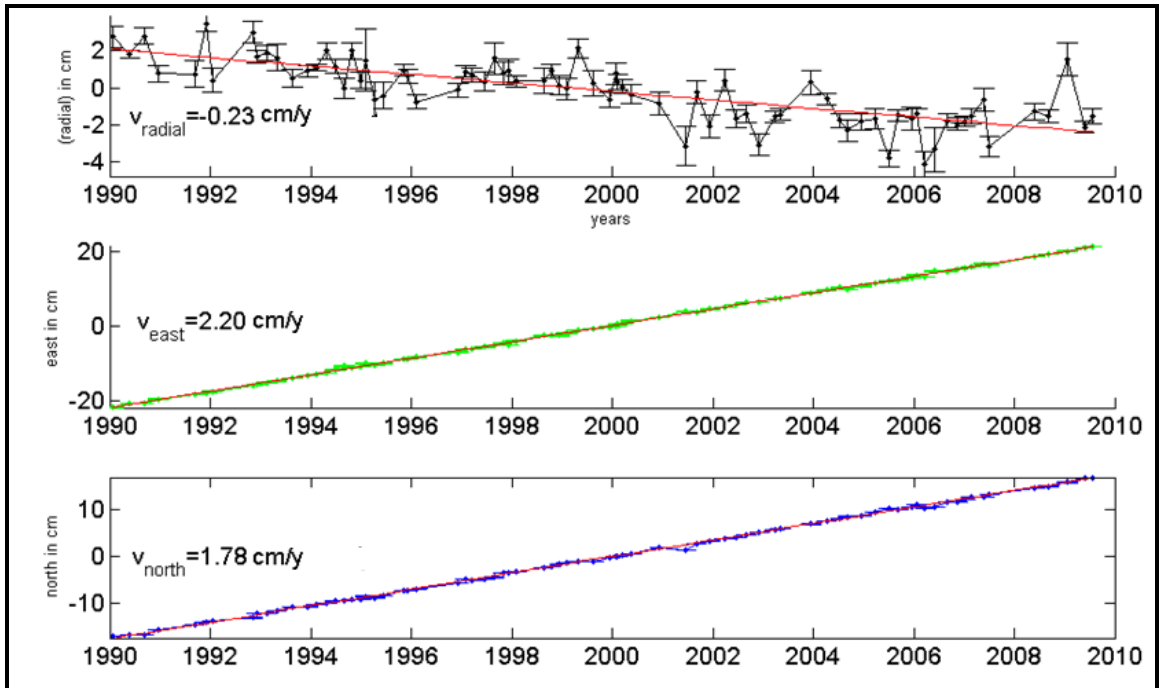 (radial) in cm
2
0
-2
-4
v radial=-0.23 cm/y
1990 1992 1994 1996 1998 2000 2002 2004 2006 2008 2010
years
east in cm
20
0
-20
v east=2.20 cm/y
1990 1992 1994 1996 1998 2000 2002 2004 2006 2008 2010
north in cm
10
0
-10
v north=1.78 cm/y
1990 1992 1994 1996 1998 2000 2002 2004 2006 2008 2010